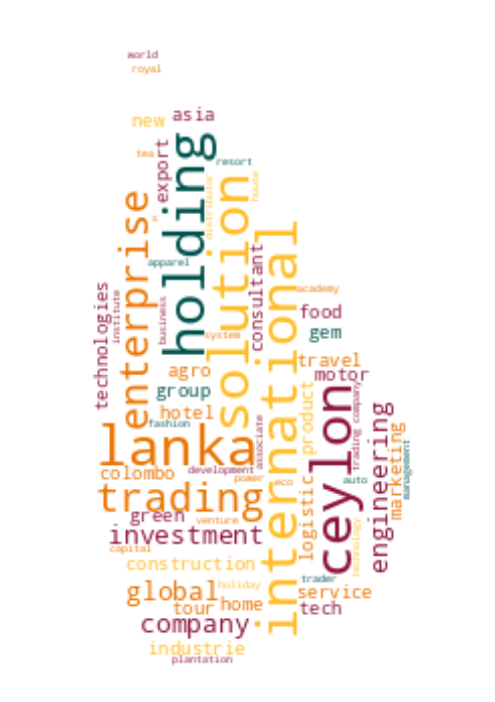 world
royal
new
asia
tea
export
holding
resort
distributor
house
solution
enterprise
international
apparel
consultant
technologies
institute
business
academy
system
food
gem
agro
travel
motor
group
product
ceylon
trading company
hotel
fashion
associate
engineering
marketing
management
lanka
colombo
development
power
eco
auto
trading
logistic
green
venture
technology
investment
capital
construction
trader
global
holiday
service
tour
home
tech
company
industrie
plantation